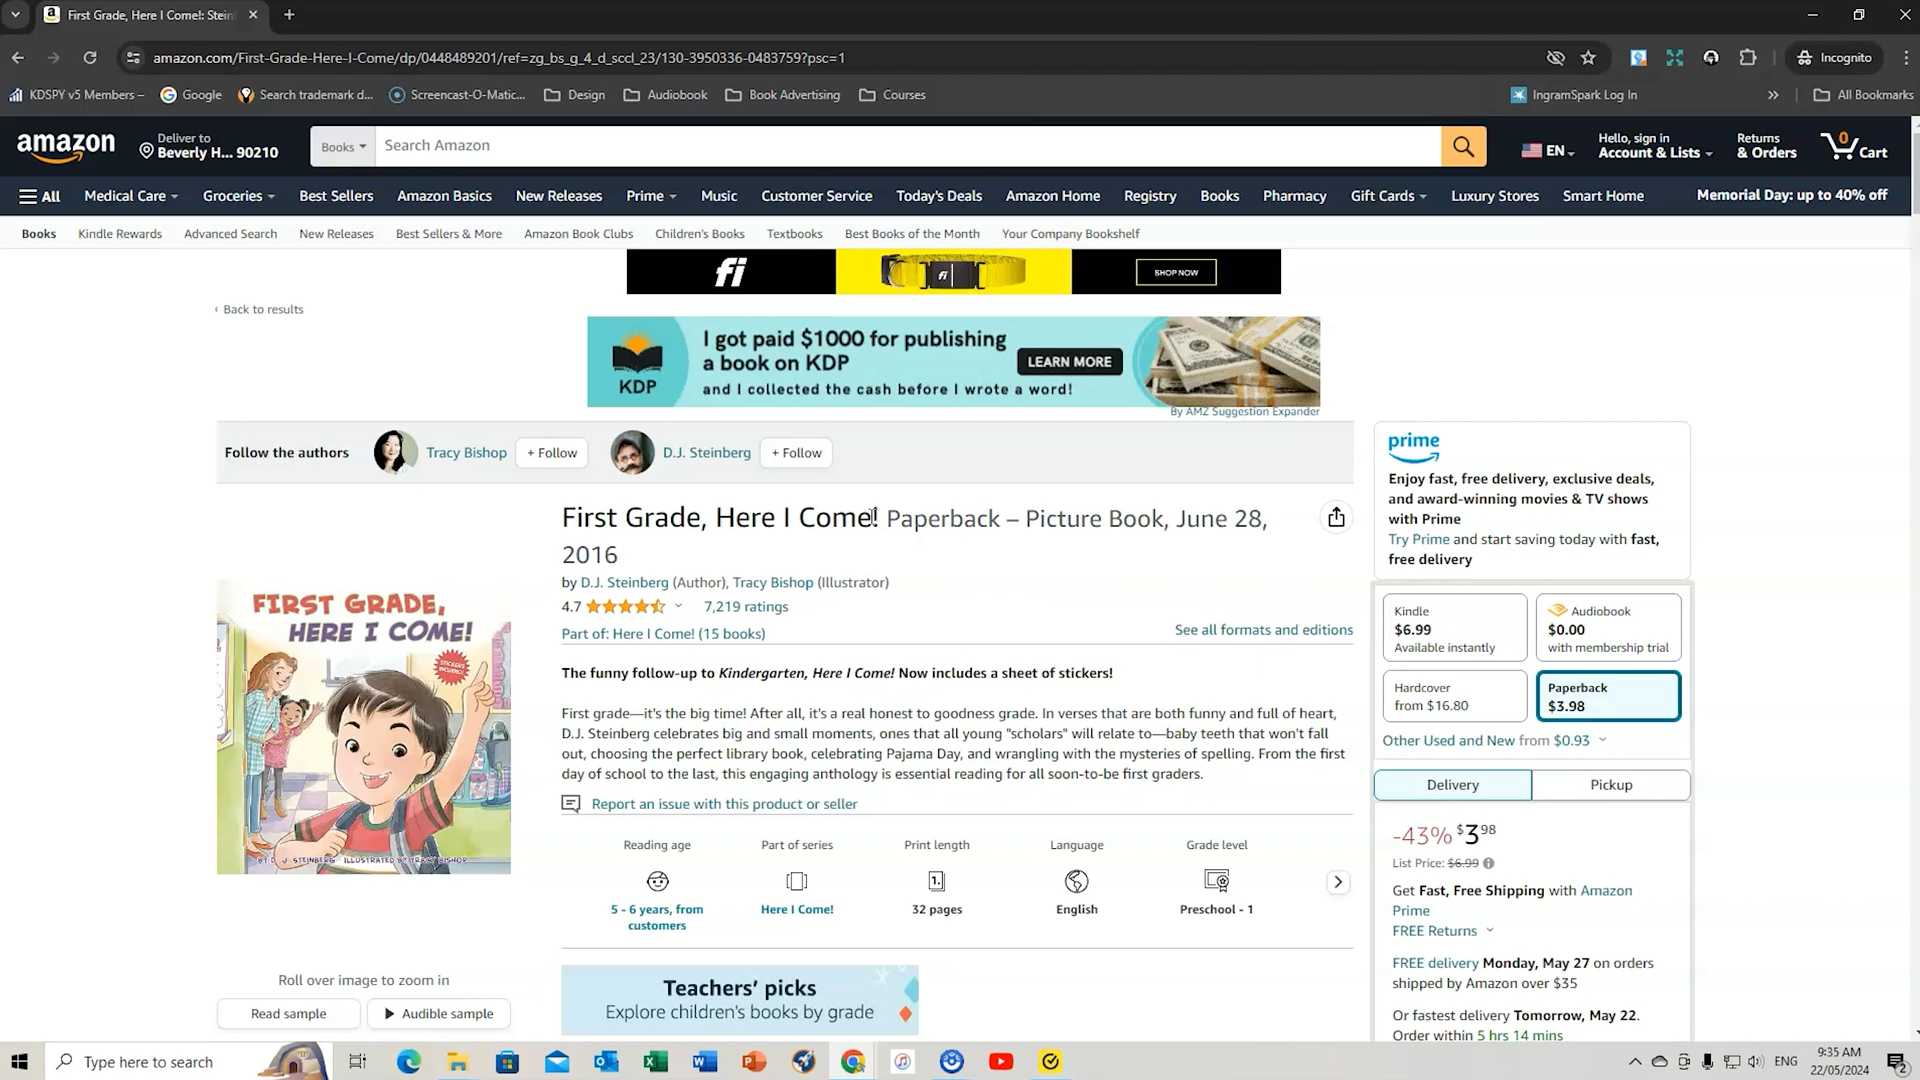 First Grade, Here I Come!: Stein
amazon.com/First-Grade-Here-I-Come/dp/0448489201/ref=zg_bs_g_4_d_sccl_23/130-3950336-0483759?psc=1
Incognito
KDSPY v5 Members –
Google
Search trademark d...
Screencast-O-Matic...
Design
Audiobook
Book Advertising
Courses
IngramSpark Log In
All Bookmarks
amazon
Deliver to
Beverly H... 90210
Books
Search Amazon
EN
Hello, sign in
Account & Lists
Returns
& Orders
0
Cart
All
Medical Care
Groceries
Best Sellers
Amazon Basics
New Releases
Prime
Music
Customer Service
Today's Deals
Amazon Home
Registry
Books
Pharmacy
Gift Cards
Luxury Stores
Smart Home
Memorial Day: up to 40% off
Books
Kindle Rewards
Advanced Search
New Releases
Best Sellers & More
Amazon Book Clubs
Children's Books
Textbooks
Best Books of the Month
Your Company Bookshelf
fi
fi
SHOP NOW
‹ Back to results
KDP
I got paid $1000 for publishing
a book on KDP
and I collected the cash before I wrote a word!
LEARN MORE
By AMZ Suggestion Expander
Follow the authors
Tracy Bishop
+ Follow
D.J. Steinberg
+ Follow
First Grade, Here I Come! Paperback – Picture Book, June 28,
2016
by D.J. Steinberg (Author), Tracy Bishop (Illustrator)
4.7
7,219 ratings
Part of: Here I Come! (15 books)
See all formats and editions
The funny follow-up to Kindergarten, Here I Come! Now includes a sheet of stickers!
First grade—it's the big time! After all, it's a real honest to goodness grade. In verses that are both funny and full of heart,
D.J. Steinberg celebrates big and small moments, ones that all young "scholars" will relate to—baby teeth that won't fall
out, choosing the perfect library book, celebrating Pajama Day, and wrangling with the mysteries of spelling. From the first
day of school to the last, this engaging anthology is essential reading for all soon-to-be first graders.
Report an issue with this product or seller
Reading age
5 - 6 years, from
customers
Part of series
Here I Come!
Print length
32 pages
Language
English
Grade level
Preschool - 1
Teachers' picks
Explore children's books by grade
FIRST GRADE,
HERE I COME!
STICKERS
INCLUDED!
BY D. J. STEINBERG · ILLUSTRATED BY TRACY BISHOP
Roll over image to zoom in
Read sample
Audible sample
prime
Enjoy fast, free delivery, exclusive deals,
and award-winning movies & TV shows
with Prime
Try Prime and start saving today with fast,
free delivery
Kindle
$6.99
Available instantly
Audiobook
$0.00
with membership trial
Hardcover
from $16.80
Paperback
$3.98
Other Used and New from $0.93
Delivery
Pickup
-43% $3.98
List Price: $6.99
Get Fast, Free Shipping with Amazon
Prime
FREE Returns
FREE delivery Monday, May 27 on orders
shipped by Amazon over $35
Or fastest delivery Tomorrow, May 22.
Order within 5 hrs 14 mins
Type here to search
ENG
9:35 AM
22/05/2024
2